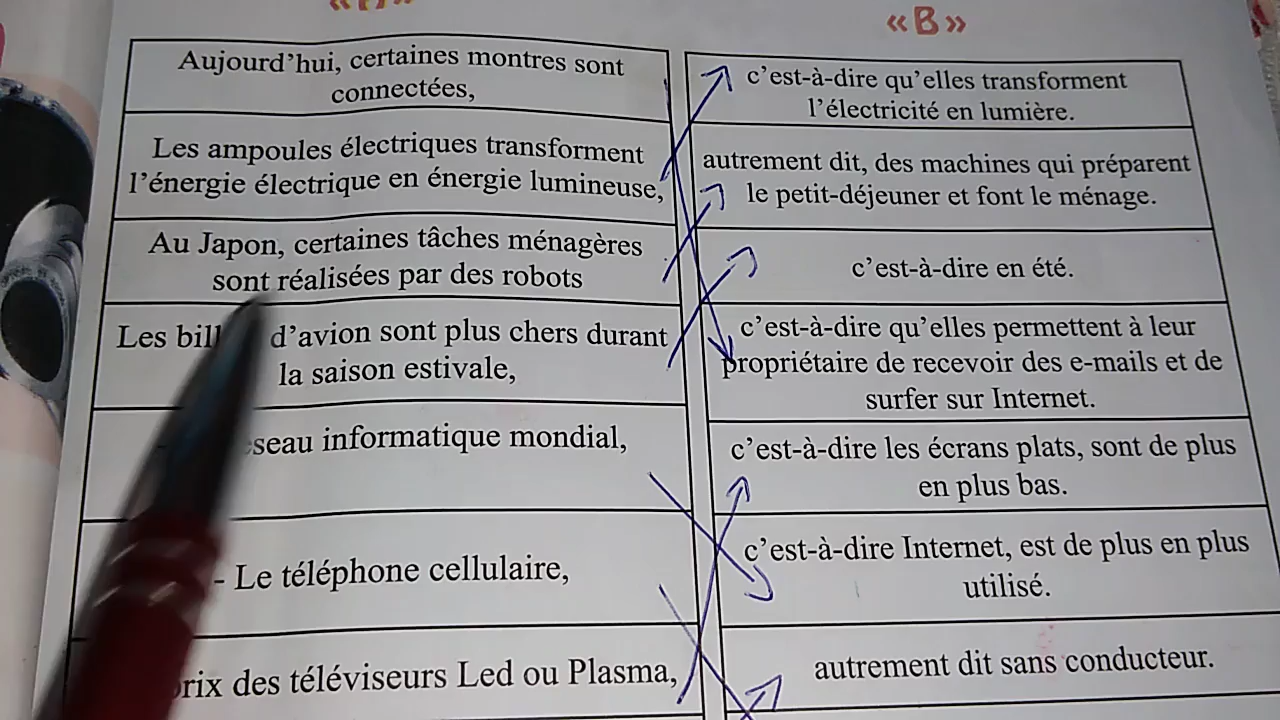 «B»
Aujourd'hui, certaines montres sont
connectées,
Les ampoules électriques transforment
l'énergie électrique en énergie lumineuse,
Au Japon, certaines tâches ménagères
sont réalisées par des robots
Les d'avion sont plus chers durant
la saison estivale,
informatique mondial,
- Le téléphone cellulaire,
des téléviseurs Led ou Plasma,
c'est-à-dire qu'elles transforment
l'électricité en lumière.
autrement dit, des machines qui préparent
le petit-déjeuner et font le ménage.
c'est-à-dire en été.
c'est-à-dire qu'elles permettent à leur
propriétaire de recevoir des e-mails et de
surfer sur Internet.
c'est-à-dire les écrans plats, sont de plus
en plus bas.
c'est-à-dire Internet, est de plus en plus
utilisé.
autrement dit sans conducteur.